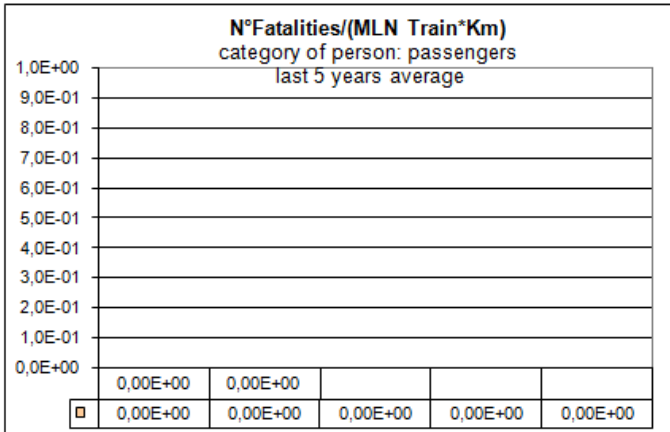 N°Fatalities/(MLN Train*Km)
category of person: passengers
last 5 years average
1,0E+00
9,0E-01
8,0E-01
7,0E-01
6,0E-01
5,0E-01
4,0E-01
3,0E-01
2,0E-01
1,0E-01
0,0E+00
0,00E+00 0,00E+00
0,00E+00 0,00E+00 0,00E+00 0,00E+00 0,00E+00